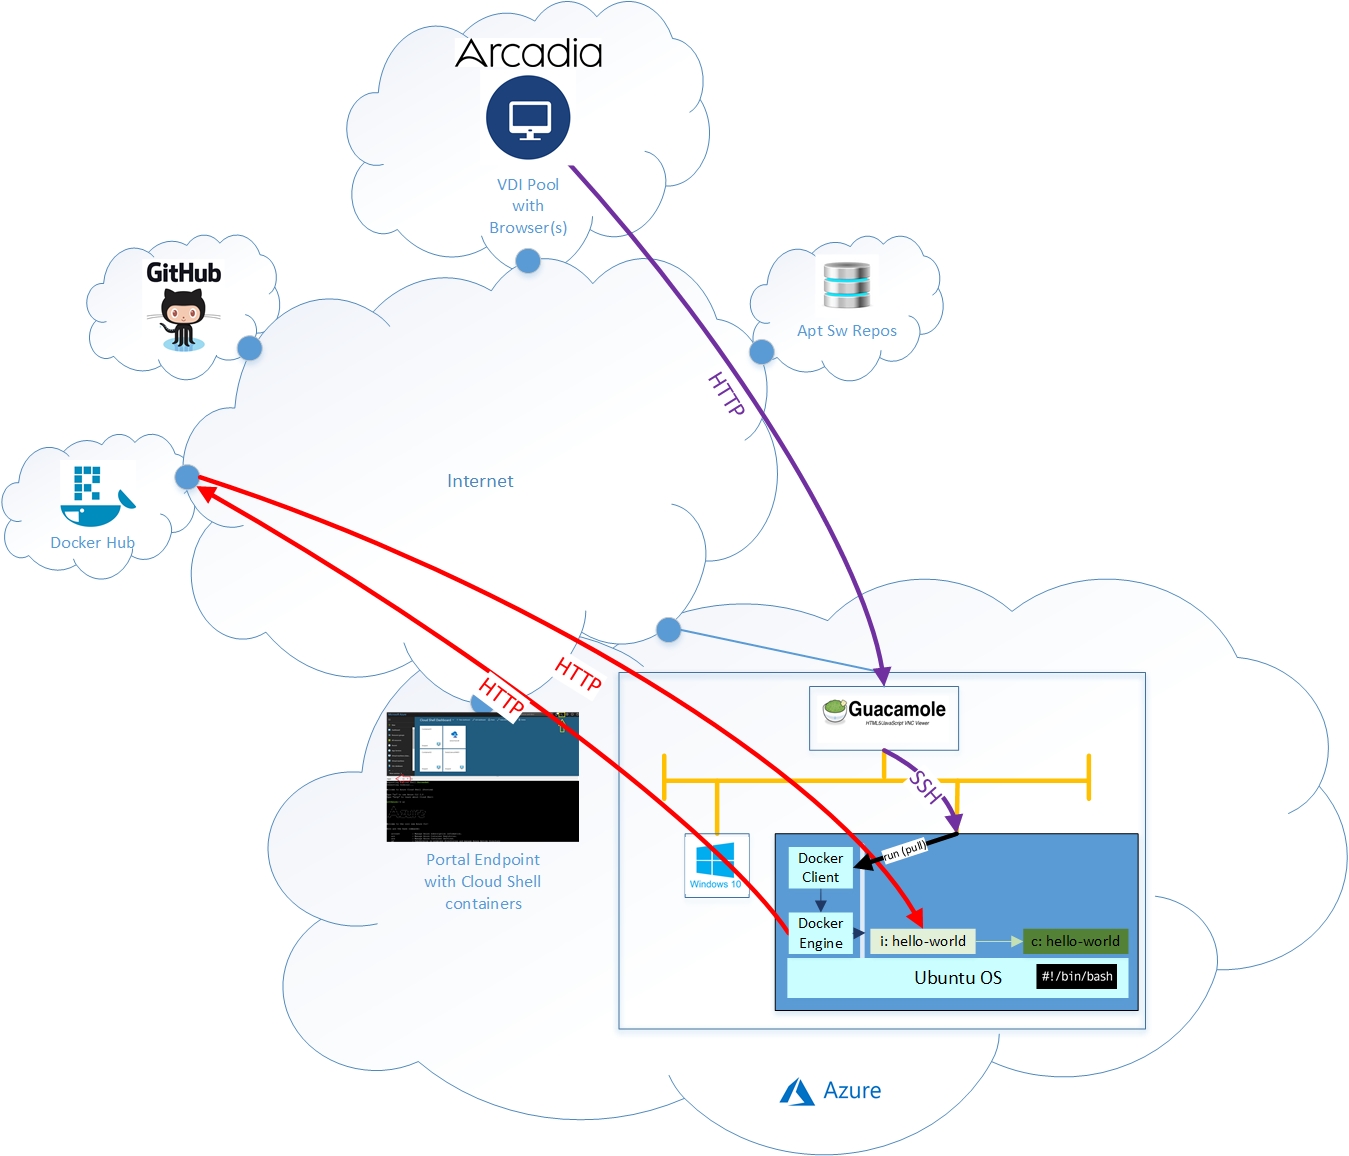 Arcadia
VDI Pool
with
Browser(s)
GitHub
Apt Sw Repos
HTTP
Internet
Docker Hub
HTTP
HTTP
Guacamole
HTML5/JavaScript VNC Viewer
SSH
Portal Endpoint
with Cloud Shell
containers
Windows 10
run (pull)
Docker
Client
Docker
Engine
i: hello-world
c: hello-world
Ubuntu OS
#!/bin/bash
Azure